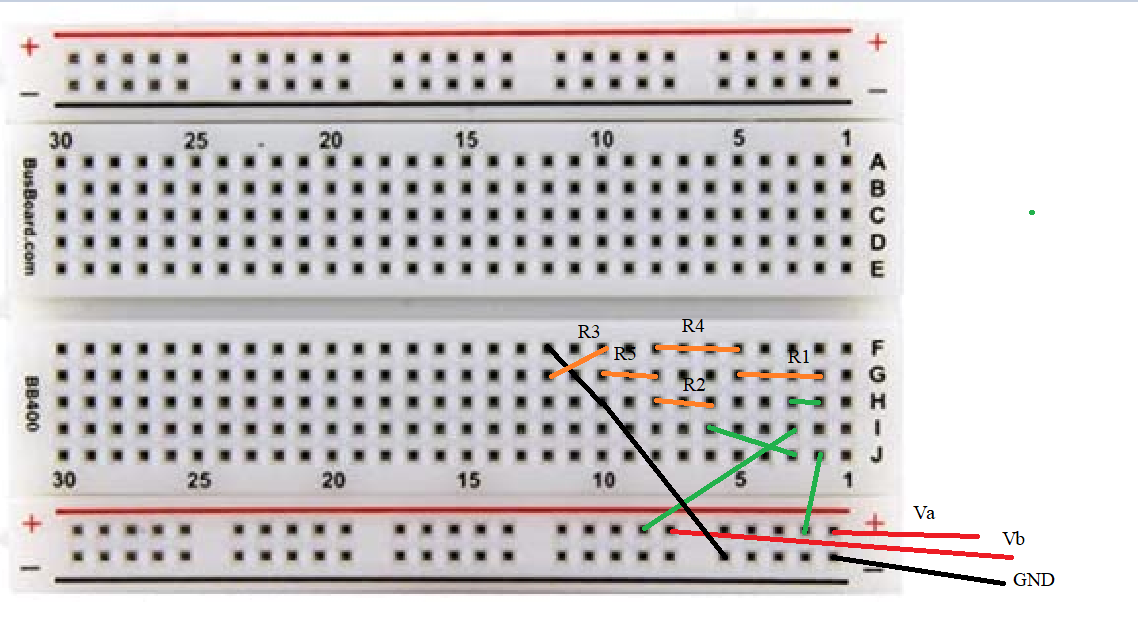 + +
— —
30 25 20 15 10 5 1
A
B
C
D
E
BusBoard.com
R3 R4
R5 R1
R2
F
G
H
I
J
BB400
30 25 20 15 10 5 1
+ +
Va
Vb
— —
GND